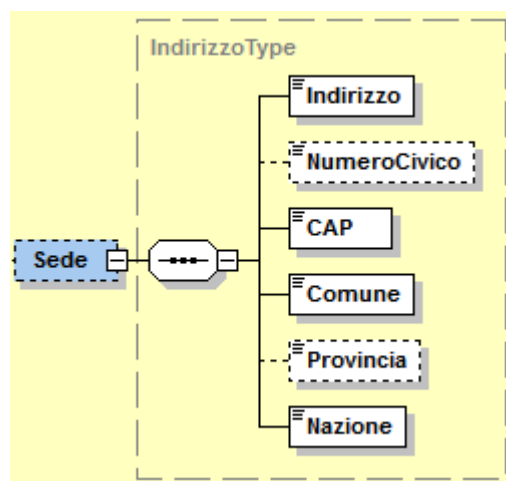 IndirizzoType
Indirizzo
NumeroCivico
CAP
Sede
Comune
Provincia
Nazione